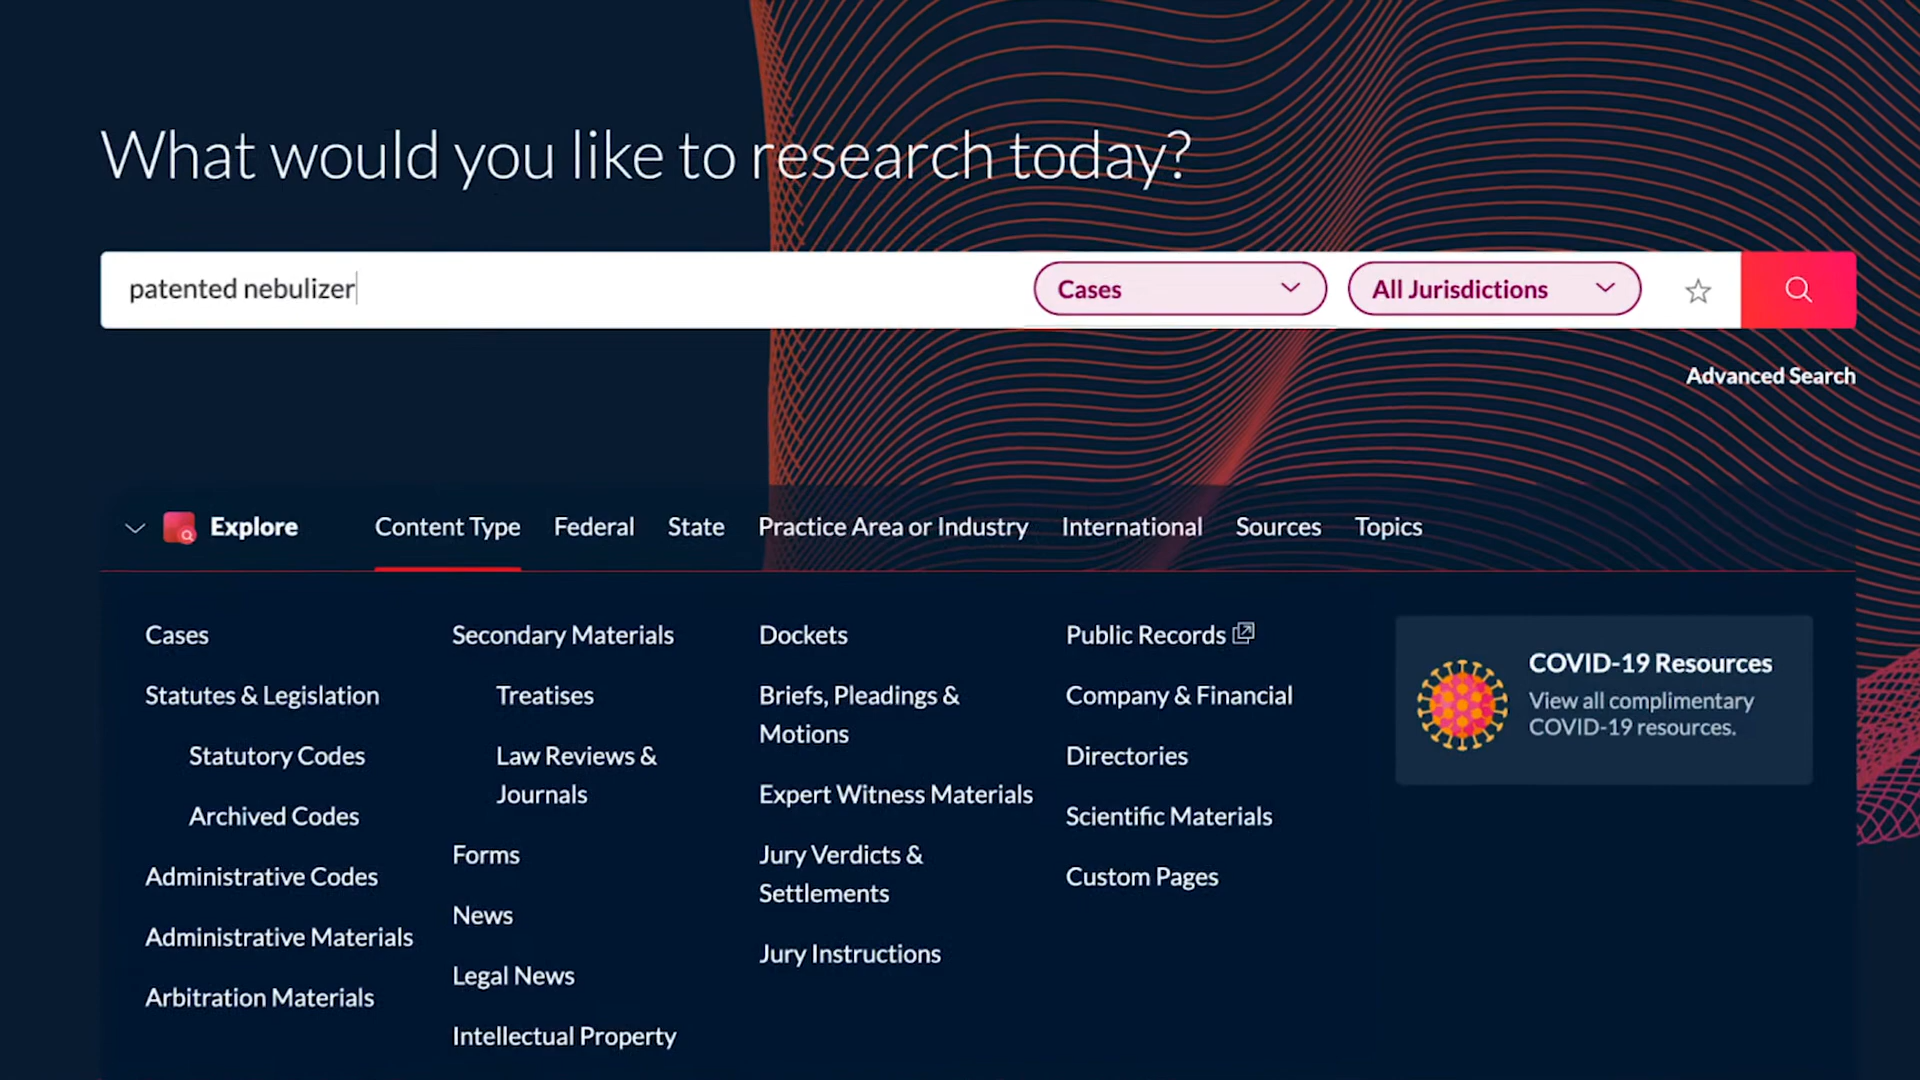 What would you like to research today?
patented nebulizer
Cases
All Jurisdictions
Advanced Search
Explore
Content Type
Federal
State
Practice Area or Industry
International
Sources
Topics
Cases
Statutes & Legislation
Statutory Codes
Archived Codes
Administrative Codes
Administrative Materials
Arbitration Materials
Secondary Materials
Treatises
Law Reviews &
Journals
Forms
News
Legal News
Intellectual Property
Dockets
Briefs, Pleadings &
Motions
Expert Witness Materials
Jury Verdicts &
Settlements
Jury Instructions
Public Records
Company & Financial
Directories
Scientific Materials
Custom Pages
COVID-19 Resources
View all complimentary
COVID-19 resources.